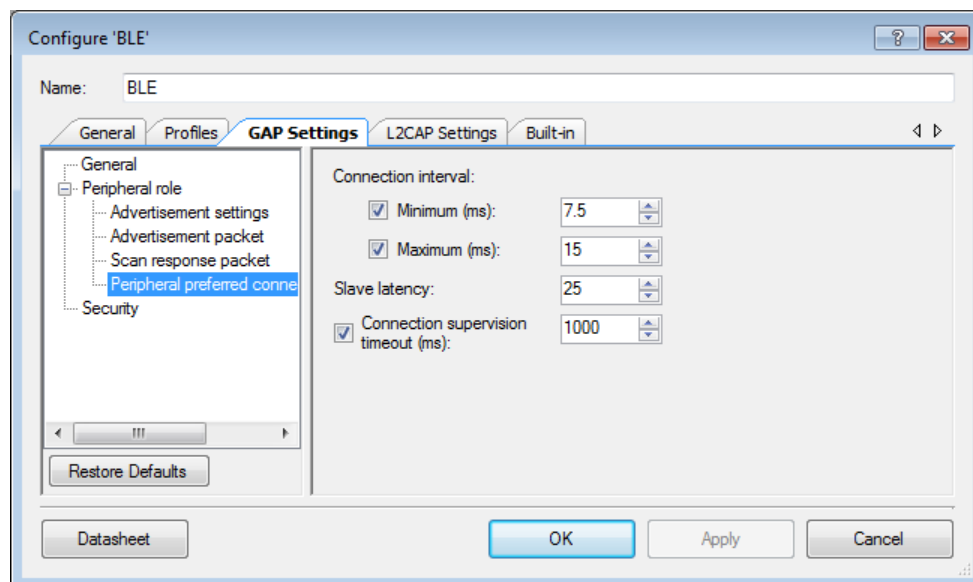 Configure 'BLE'
Name: BLE
General Profiles GAP Settings L2CAP Settings Built-in
General
Peripheral role
Advertisement settings
Advertisement packet
Scan response packet
Peripheral preferred conne
Security
Restore Defaults
Connection interval:
Minimum (ms): 7.5
Maximum (ms): 15
Slave latency: 25
Connection supervision
timeout (ms): 1000
Datasheet OK Apply Cancel